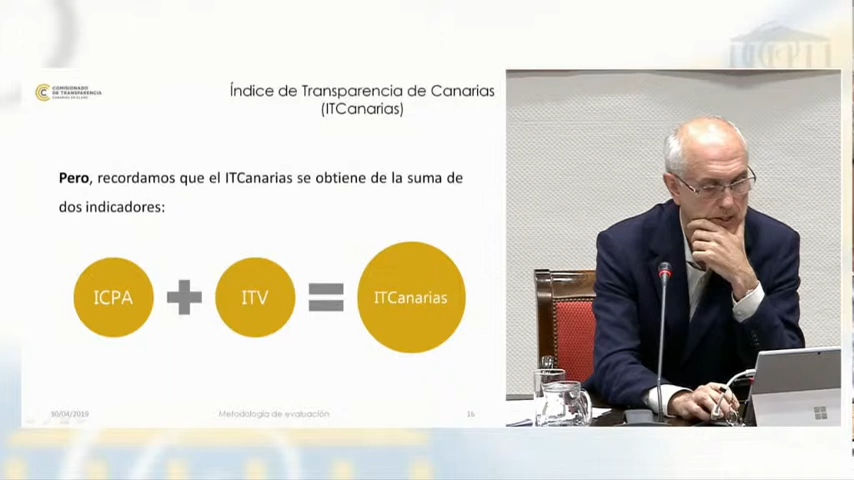 COMISIONADO
DE TRANSPARENCIA
Índice de Transparencia de Canarias
(ITCanarias)
Pero, recordamos que el ITCanarias se obtiene de la suma de
dos indicadores:
ICPA + ITV = ITCanarias
10/04/2019 Metodología de evaluación 16